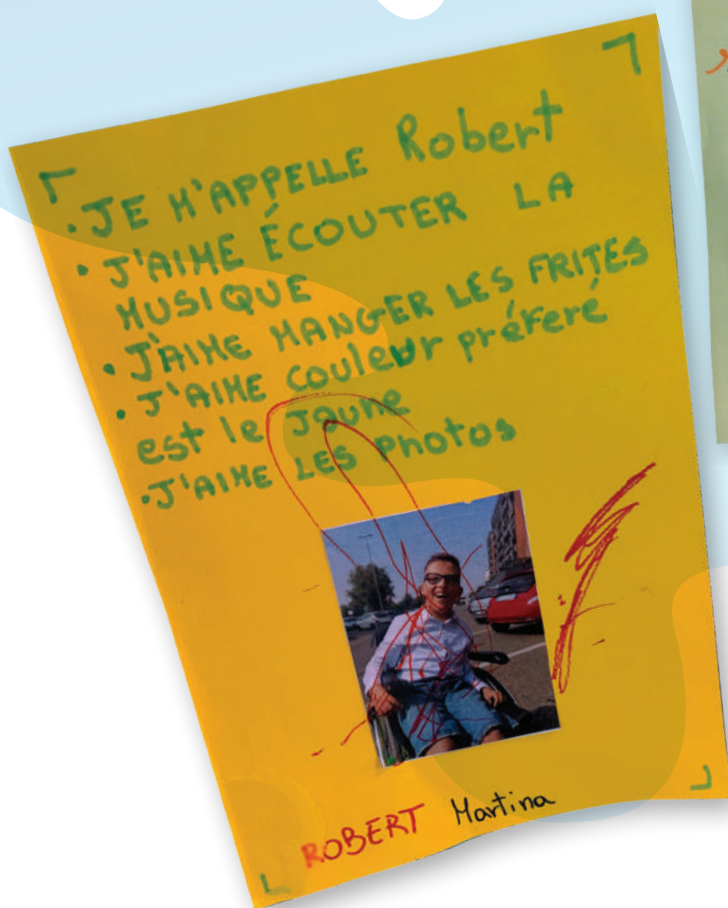 • JE M'APPELLE Robert
• J'AIME ÉCOUTER LA
MUSIQUE
• J'AIME MANGER LES FRITES
• J'AIME couleur préferé
est le jaune
• J'AIME LES Photos
ROBERT Martina